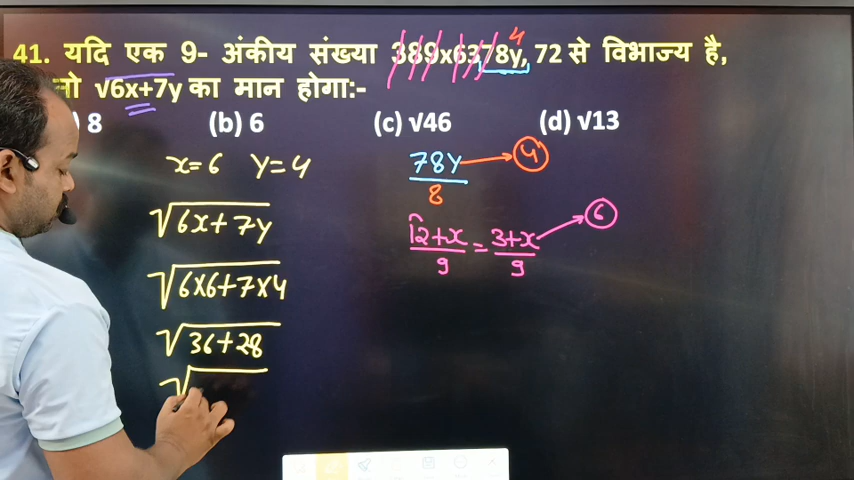 41. यदि एक 9- अंकीय संख्या 389x6378y, 72 से विभाज्य है,
4
तो √6x+7y का मान होगा:-
) 8 (b) 6 (c) √46 (d) √13
x=6 y=4
78y/8 → 4
√6x+7y
12+x/9 = 3+x/9 → 6
√6x6+7x4
√36+28
√